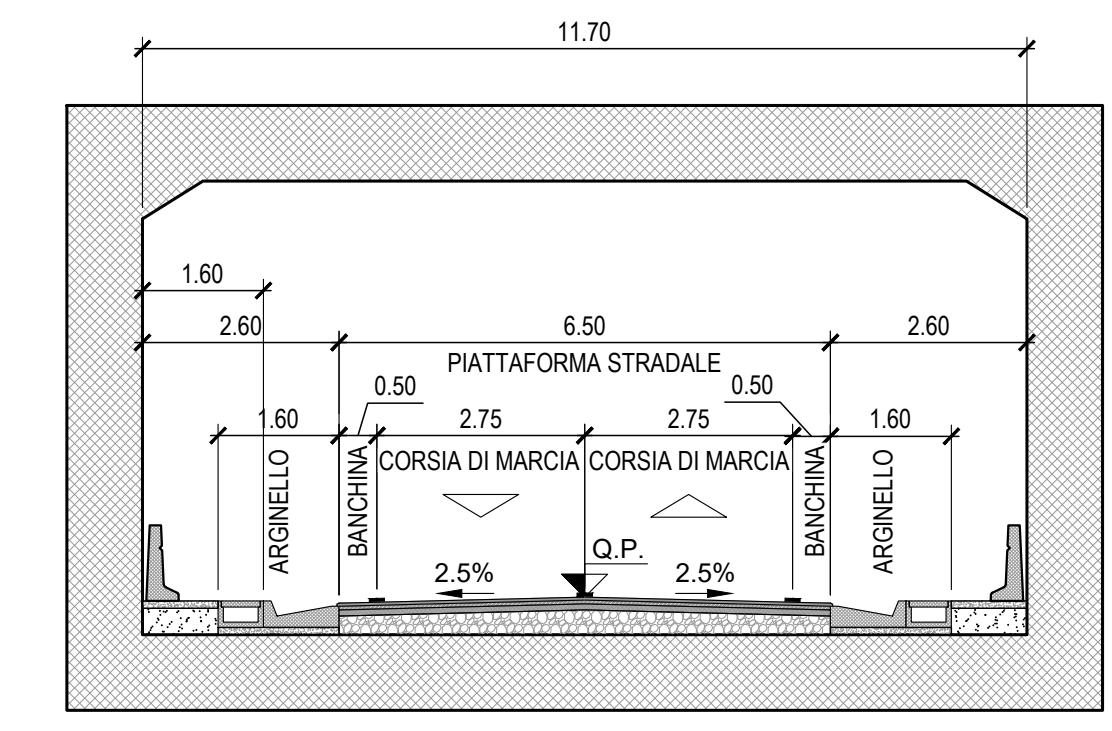 11.70
1.60
2.60 6.50 2.60
PIATTAFORMA STRADALE
0.50 0.50
1.60 2.75 2.75 1.60
ARGINELLO
BANCHINA
CORSIA DI MARCIA
CORSIA DI MARCIA
BANCHINA
ARGINELLO
Q.P.
2.5% 2.5%